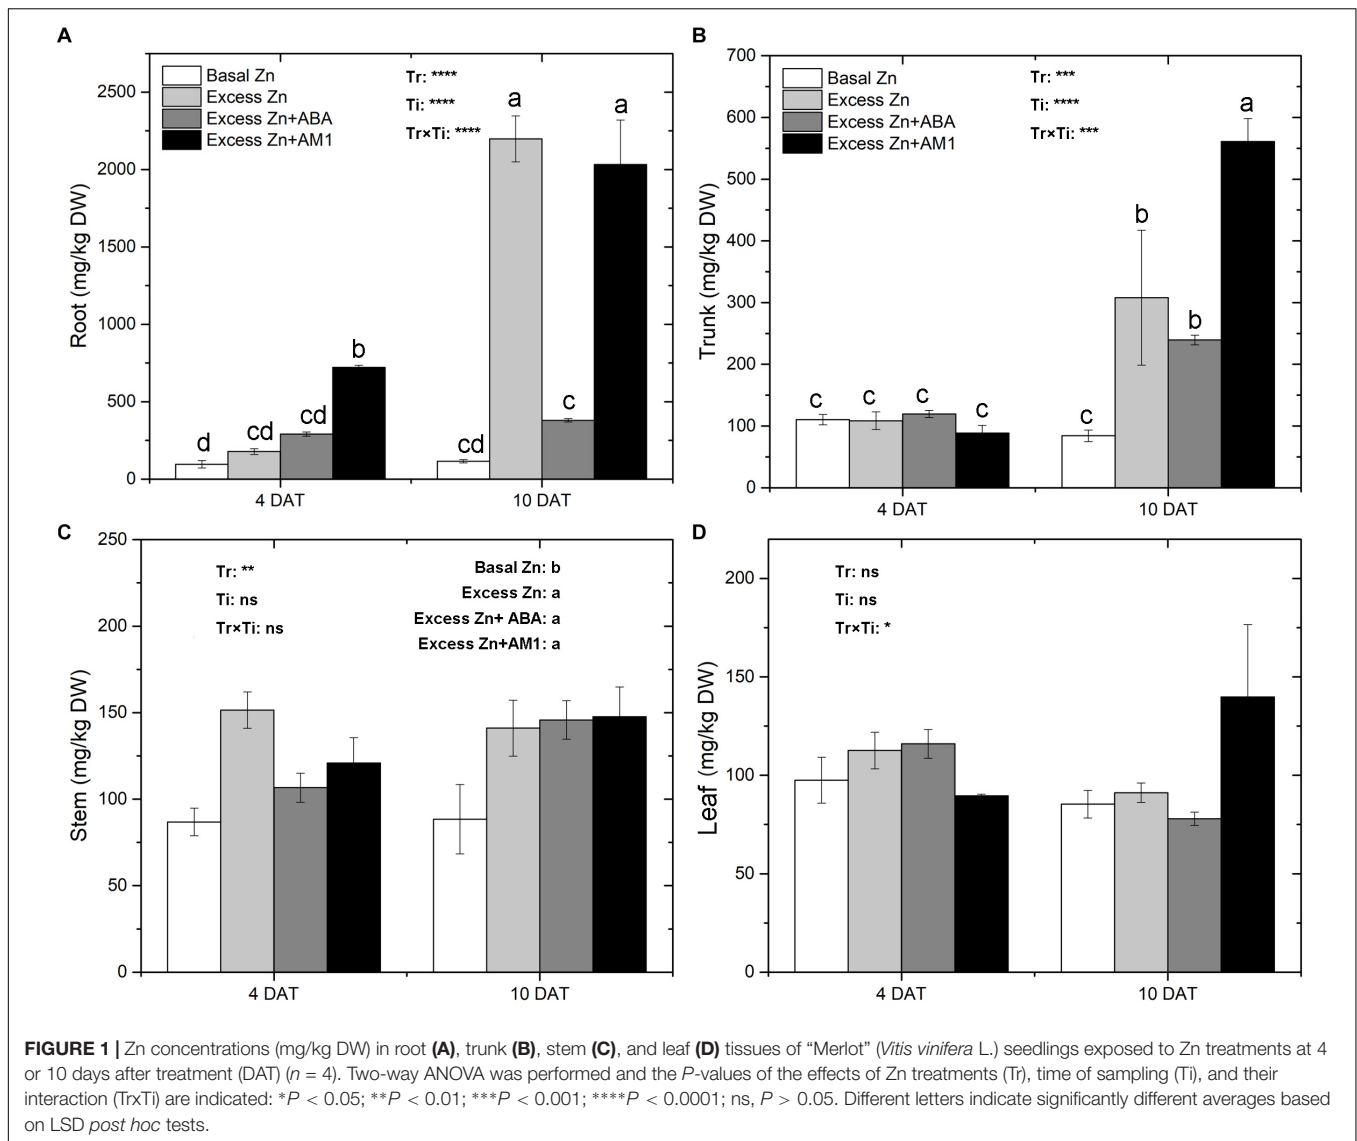 A
Basal Zn
Excess Zn
Excess Zn+ABA
Excess Zn+AM1
Tr: ****
Ti: ****
Tr×Ti: ****
Root (mg/kg DW)
2500
2000
1500
1000
500
0
d
cd
cd
b
cd
a
c
a
4 DAT
10 DAT
B
Basal Zn
Excess Zn
Excess Zn+ABA
Excess Zn+AM1
Tr: ***
Ti: ****
Tr×Ti: ***
Trunk (mg/kg DW)
700
600
500
400
300
200
100
0
c
c
c
c
c
b
b
a
4 DAT
10 DAT
C
Tr: **
Ti: ns
Tr×Ti: ns
Basal Zn: b
Excess Zn: a
Excess Zn+ ABA: a
Excess Zn+AM1: a
Stem (mg/kg DW)
250
200
150
100
50
0
4 DAT
10 DAT
D
Tr: ns
Ti: ns
Tr×Ti: *
Leaf (mg/kg DW)
200
150
100
50
0
4 DAT
10 DAT
FIGURE 1 | Zn concentrations (mg/kg DW) in root (A), trunk (B), stem (C), and leaf (D) tissues of “Merlot” (Vitis vinifera L.) seedlings exposed to Zn treatments at 4
or 10 days after treatment (DAT) (n = 4). Two-way ANOVA was performed and the P-values of the effects of Zn treatments (Tr), time of sampling (Ti), and their
interaction (TrxTi) are indicated: *P < 0.05; **P < 0.01; ***P < 0.001; ****P < 0.0001; ns, P > 0.05. Different letters indicate significantly different averages based
on LSD post hoc tests.